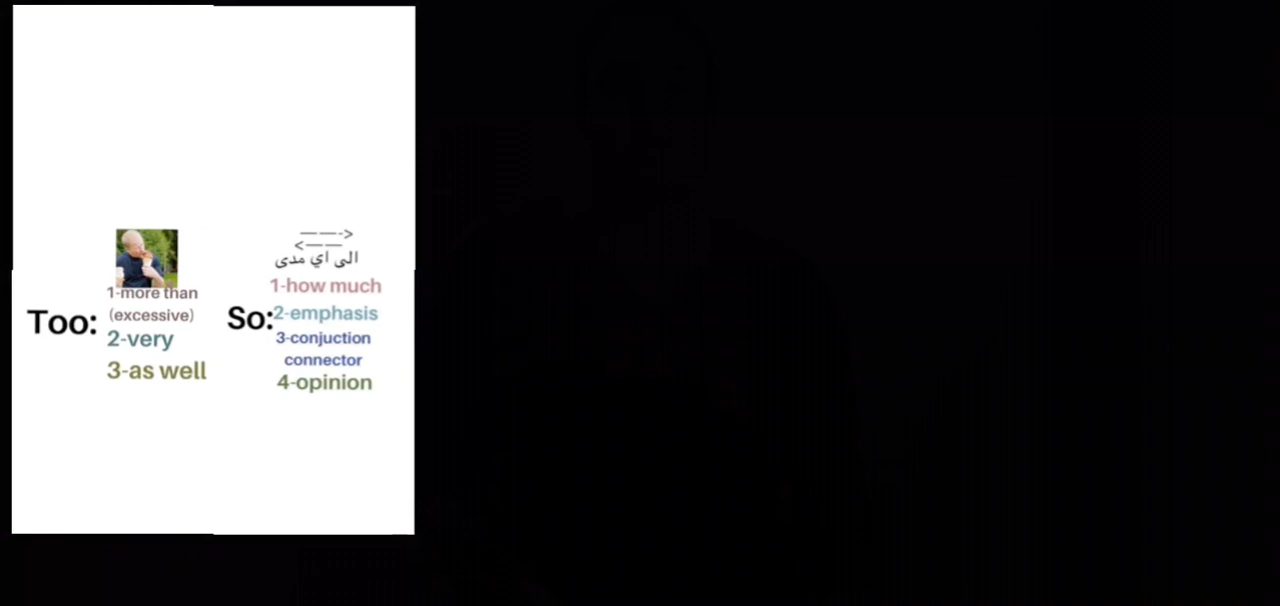 Too:
1-more than
(excessive)
2-very
3-as well
So:
——->
<——
الى اي مدى
1-how much
2-emphasis
3-conjuction
connector
4-opinion